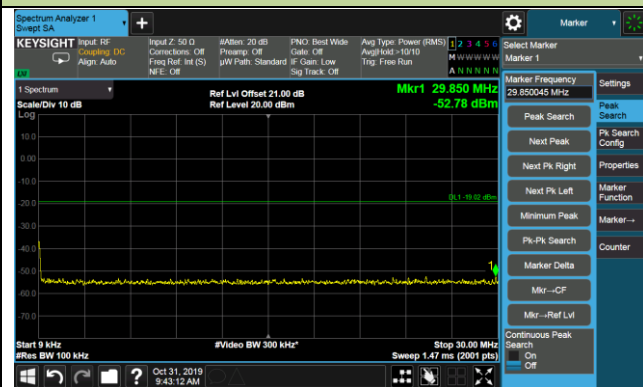 Spectrum Analyzer 1
Swept SA
Marker
KEYSIGHT
Input: RF
Coupling: DC
Align: Auto
Input Z: 50 Ω
Corrections: Off
Freq Ref: Int (S)
NFE: Off
#Atten: 20 dB
Preamp: Off
µW Path: Standard
PNO: Best Wide
Gate: Off
IF Gain: Low
Sig Track: Off
Avg Type: Power (RMS)
Avg|Hold:>10/10
Trig: Free Run
1 2 3 4 5 6
M W W W W W
A N N N N N
Select Marker
Marker 1
1 Spectrum
Scale/Div 10 dB
Log
Ref Lvl Offset 21.00 dB
Ref Level 20.00 dBm
Mkr1 29.850 MHz
-52.78 dBm
10.0
0.00
-10.0
-20.0
-30.0
-40.0
-50.0
-60.0
-70.0
DL1 -19.02 dBm
1
Start 9 kHz
#Res BW 100 kHz
#Video BW 300 kHz*
Stop 30.00 MHz
Sweep 1.47 ms (2001 pts)
Marker Frequency
29.850045 MHz
Peak Search
Next Peak
Next Pk Right
Next Pk Left
Minimum Peak
Pk-Pk Search
Marker Delta
Mkr→CF
Mkr→Ref Lvl
Continuous Peak
Search
On
Off
Settings
Peak
Search
Pk Search
Config
Properties
Marker
Function
Marker→
Counter
?
Oct 31, 2019
9:43:12 AM